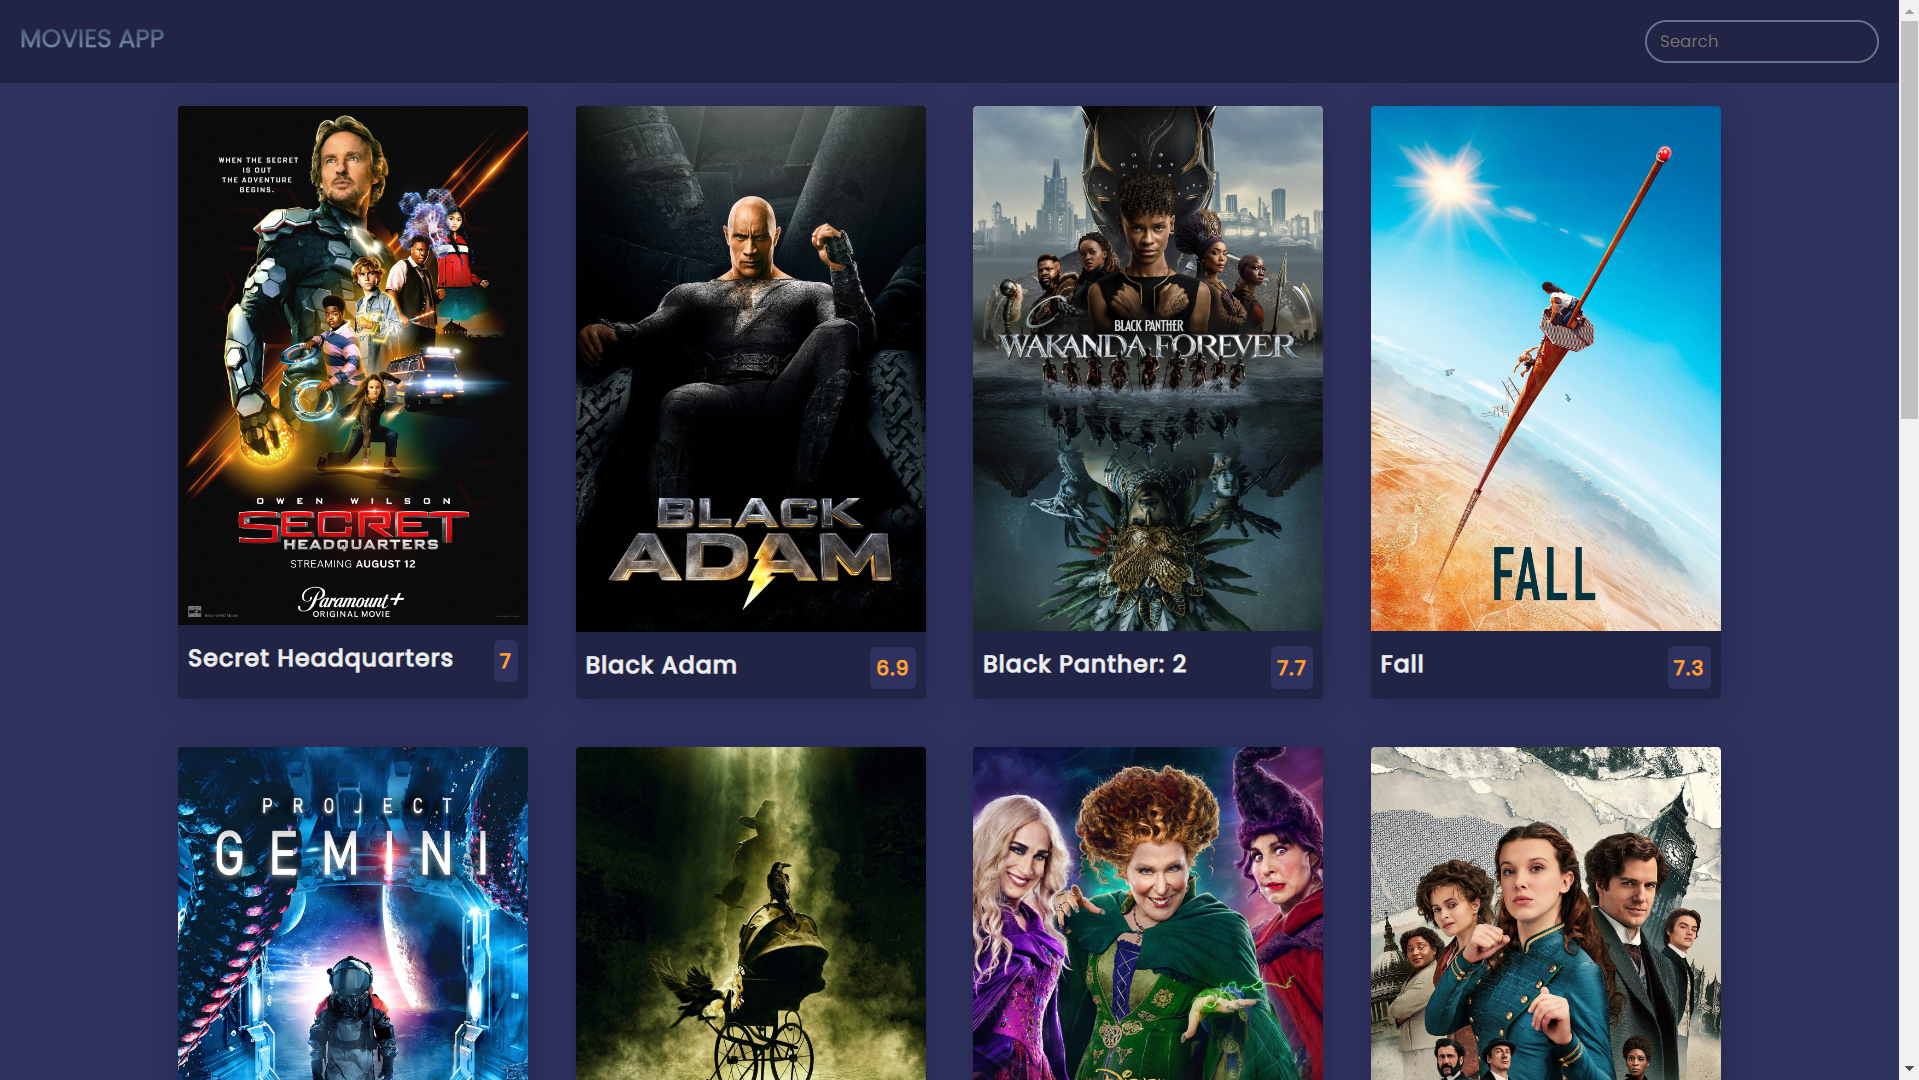 MOVIES APP
Search
WHEN THE SECRET
IS OUT
THE ADVENTURE
BEGINS.
OWEN WILSON
SECRET
HEADQUARTERS
STREAMING AUGUST 12
Paramount+
ORIGINAL MOVIE
Secret Headquarters
7
BLACK
ADAM
Black Adam
6.9
BLACK PANTHER
WAKANDA FOREVER
Black Panther: 2
7.7
FALL
Fall
7.3
PROJECT
GEMINI